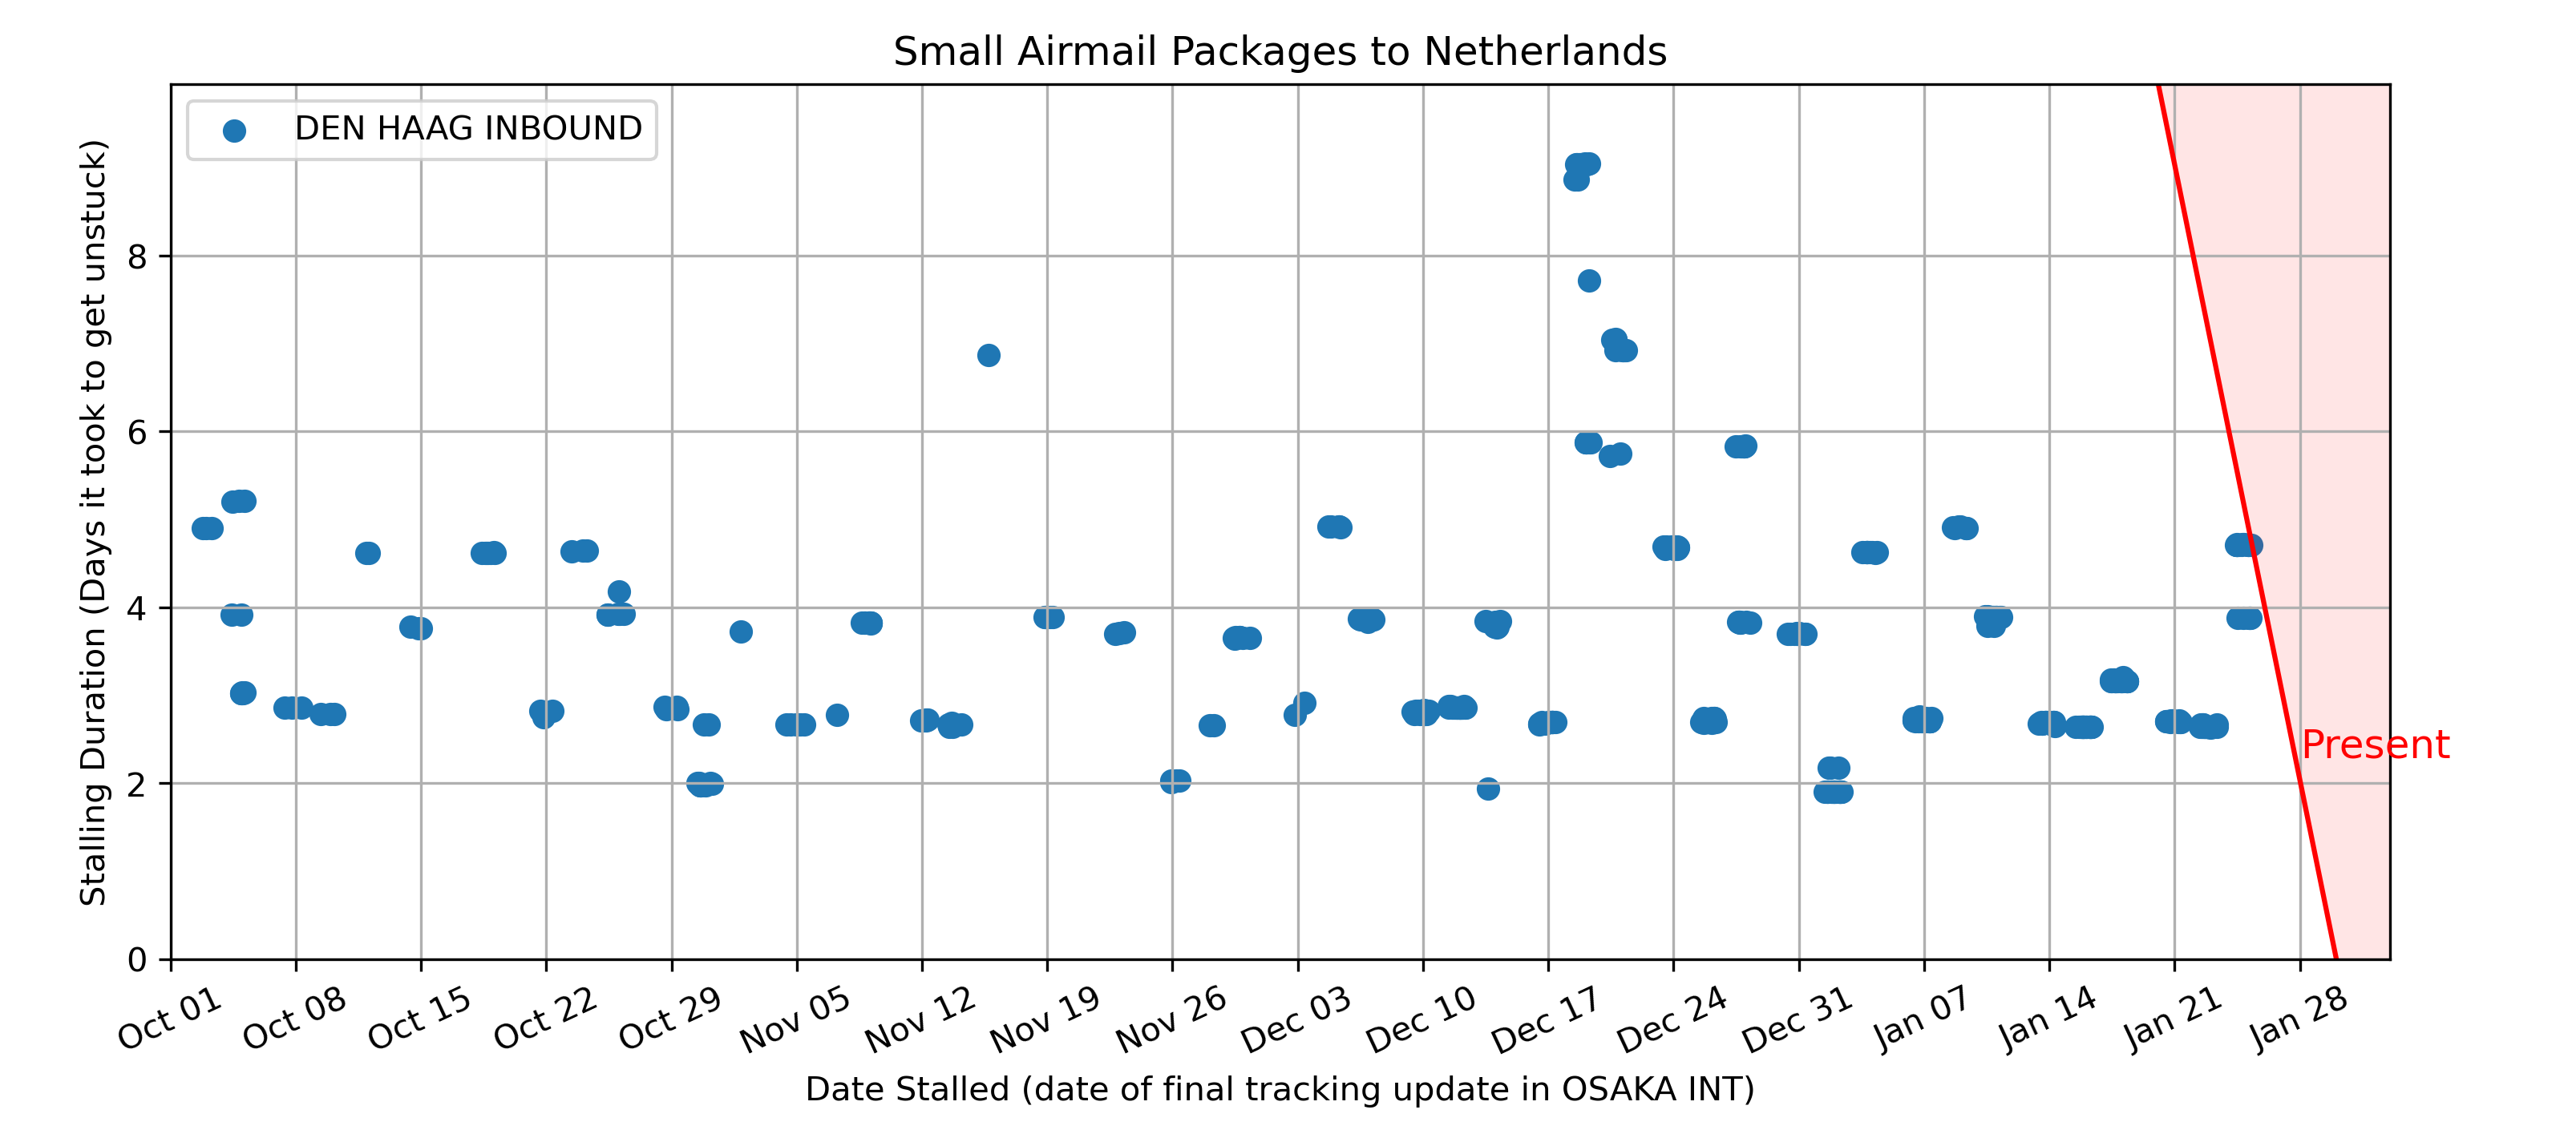 Small Airmail Packages to Netherlands
DEN HAAG INBOUND
Stalling Duration (Days it took to get unstuck)
8
6
4
2
0
Present
Oct 01
Oct 08
Oct 15
Oct 22
Oct 29
Nov 05
Nov 12
Nov 19
Nov 26
Dec 03
Dec 10
Dec 17
Dec 24
Dec 31
Jan 07
Jan 14
Jan 21
Jan 28
Date Stalled (date of final tracking update in OSAKA INT)